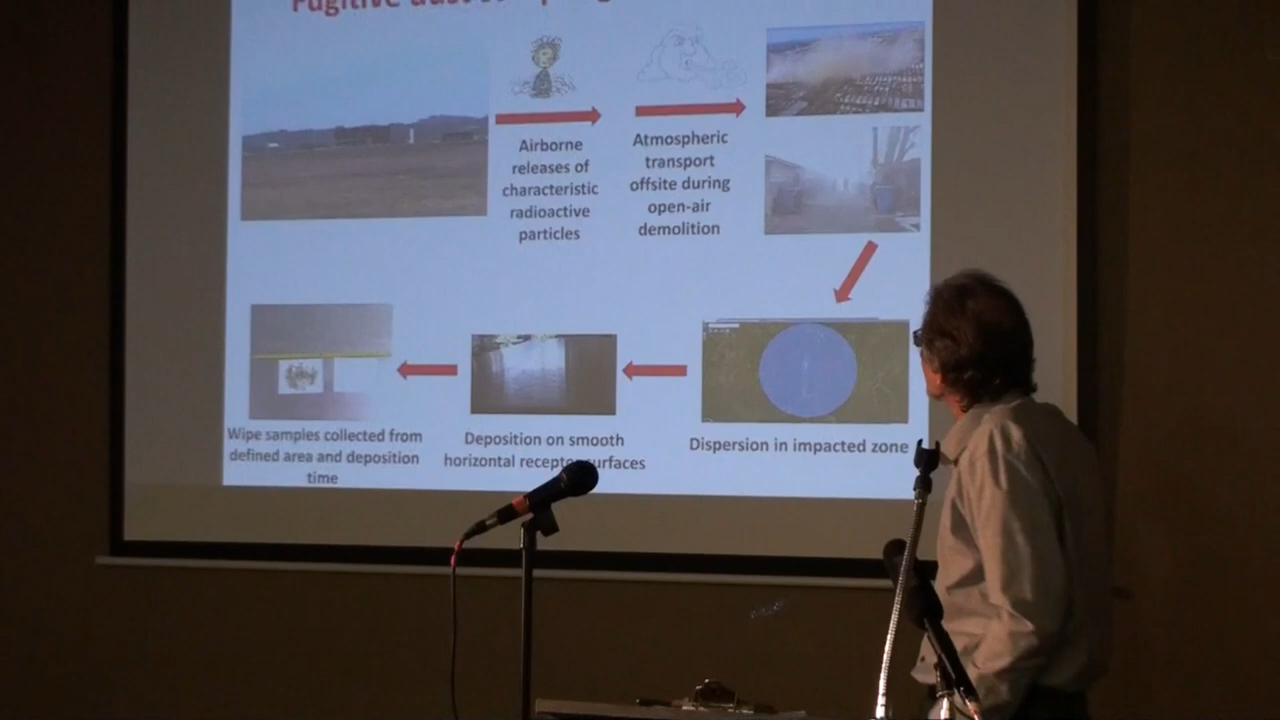 Fugitive dust
Airborne
releases of
characteristic
radioactive
particles
Atmospheric
transport
offsite during
open-air
demolition
Wipe samples collected from
defined area and deposition
time
Deposition on smooth
horizontal receptor surfaces
Dispersion in impacted zone